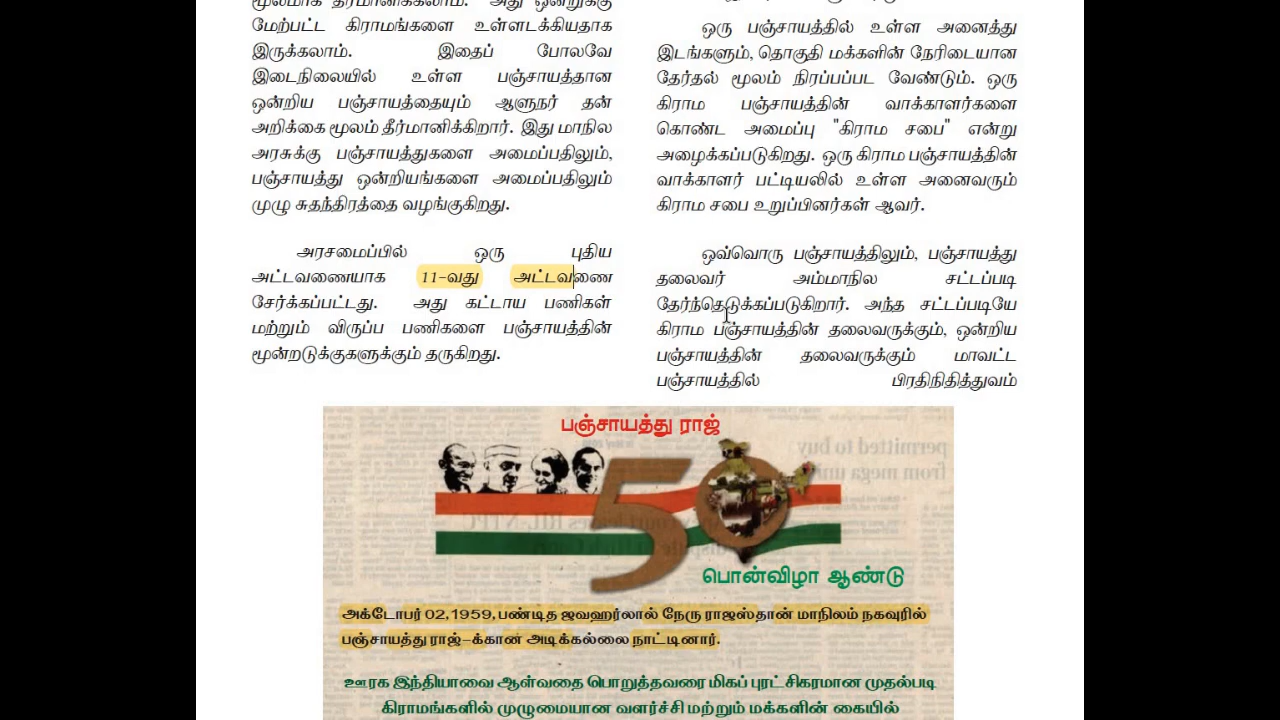 மூலமாக தீர்மானிக்கலாம். அது ஒன்றுக்கு
மேற்பட்ட கிராமங்களை உள்ளடக்கியதாக
இருக்கலாம். இதைப் போலவே
இடைநிலையில் உள்ள பஞ்சாயத்தான
ஒன்றிய பஞ்சாயத்தையும் ஆளுநர் தன்
அறிக்கை மூலம் தீர்மானிக்கிறார். இது மாநில
அரசுக்கு பஞ்சாயத்துகளை அமைப்பதிலும்,
பஞ்சாயத்து ஒன்றியங்களை அமைப்பதிலும்
முழு சுதந்திரத்தை வழங்குகிறது.
அரசமைப்பில் ஒரு புதிய
அட்டவணையாக 11-வது அட்டவணை
சேர்க்கப்பட்டது. அது கட்டாய பணிகள்
மற்றும் விருப்ப பணிகளை பஞ்சாயத்தின்
மூன்றடுக்குகளுக்கும் தருகிறது.
ஒரு பஞ்சாயத்தில் உள்ள அனைத்து
இடங்களும், தொகுதி மக்களின் நேரிடையான
தேர்தல் மூலம் நிரப்பப்பட வேண்டும். ஒரு
கிராம பஞ்சாயத்தின் வாக்காளர்களை
கொண்ட அமைப்பு "கிராம சபை" என்று
அழைக்கப்படுகிறது. ஒரு கிராம பஞ்சாயத்தின்
வாக்காளர் பட்டியலில் உள்ள அனைவரும்
கிராம சபை உறுப்பினர்கள் ஆவர்.
ஒவ்வொரு பஞ்சாயத்திலும், பஞ்சாயத்து
தலைவர் அம்மாநில சட்டப்படி
தேர்ந்தெடுக்கப்படுகிறார். அந்த சட்டப்படியே
கிராம பஞ்சாயத்தின் தலைவருக்கும், ஒன்றிய
பஞ்சாயத்தின் தலைவருக்கும் மாவட்ட
பஞ்சாயத்தில் பிரதிநிதித்துவம்
பஞ்சாயத்து ராஜ்
50
பொன்விழா ஆண்டு
அக்டோபர் 02,1959, பண்டித ஜவஹர்லால் நேரு ராஜஸ்தான் மாநிலம் நகவுரில்
பஞ்சாயத்து ராஜ்-க்கான அடிக்கல்லை நாட்டினார்.
ஊரக இந்தியாவை ஆள்வதை பொறுத்தவரை மிகப் புரட்சிகரமான முதல்படி
கிராமங்களில் முழுமையான வளர்ச்சி மற்றும் மக்களின் கையில்